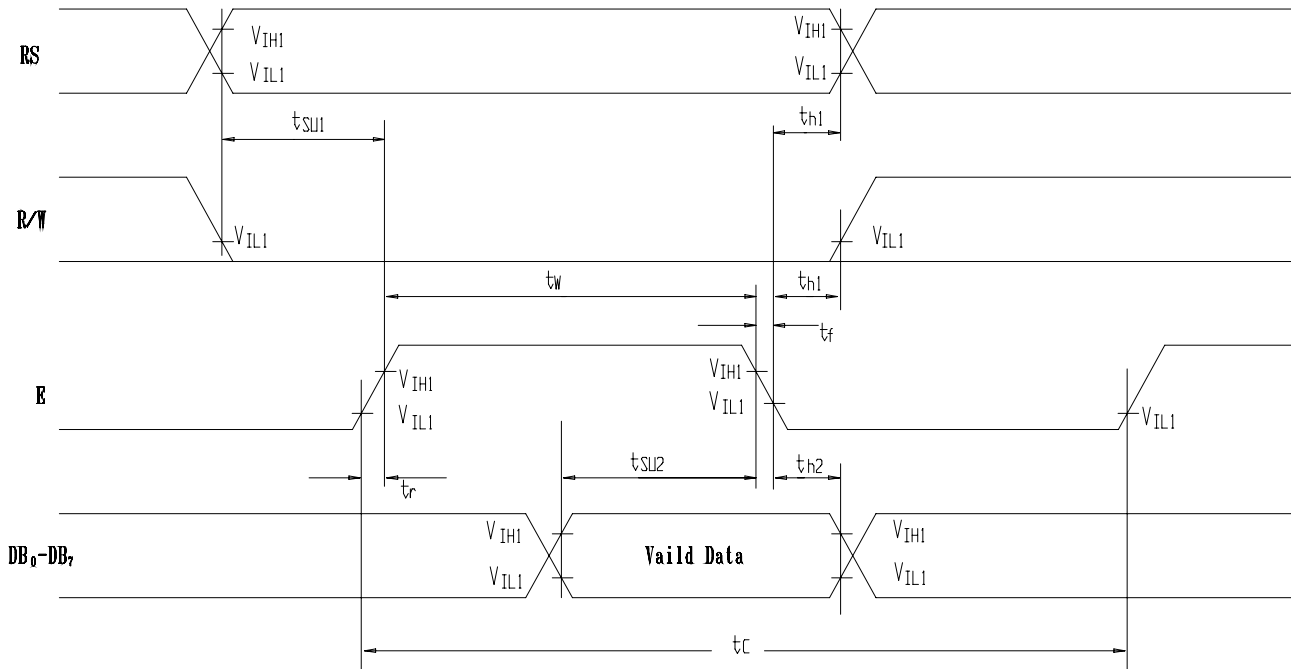 RS
VIH1
VIL1
VIH1
VIL1
tSU1
th1
R/W
VIL1
VIL1
tW
th1
tf
E
VIH1
VIL1
VIH1
VIL1
VIL1
tr
tSU2
th2
DB0-DB7
VIH1
VIL1
Vaild Data
VIH1
VIL1
tC